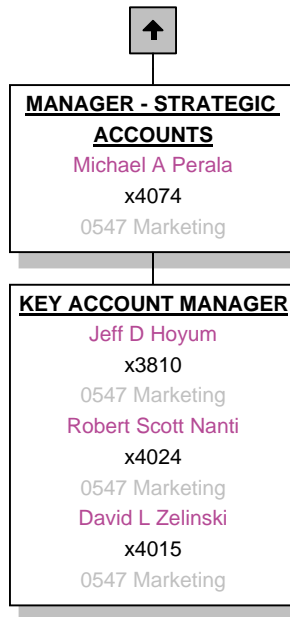 MANAGER - STRATEGIC
ACCOUNTS
Michael A Perala
x4074
0547 Marketing
KEY ACCOUNT MANAGER
Jeff D Hoyum
x3810
0547 Marketing
Robert Scott Nanti
x4024
0547 Marketing
David L Zelinski
x4015
0547 Marketing